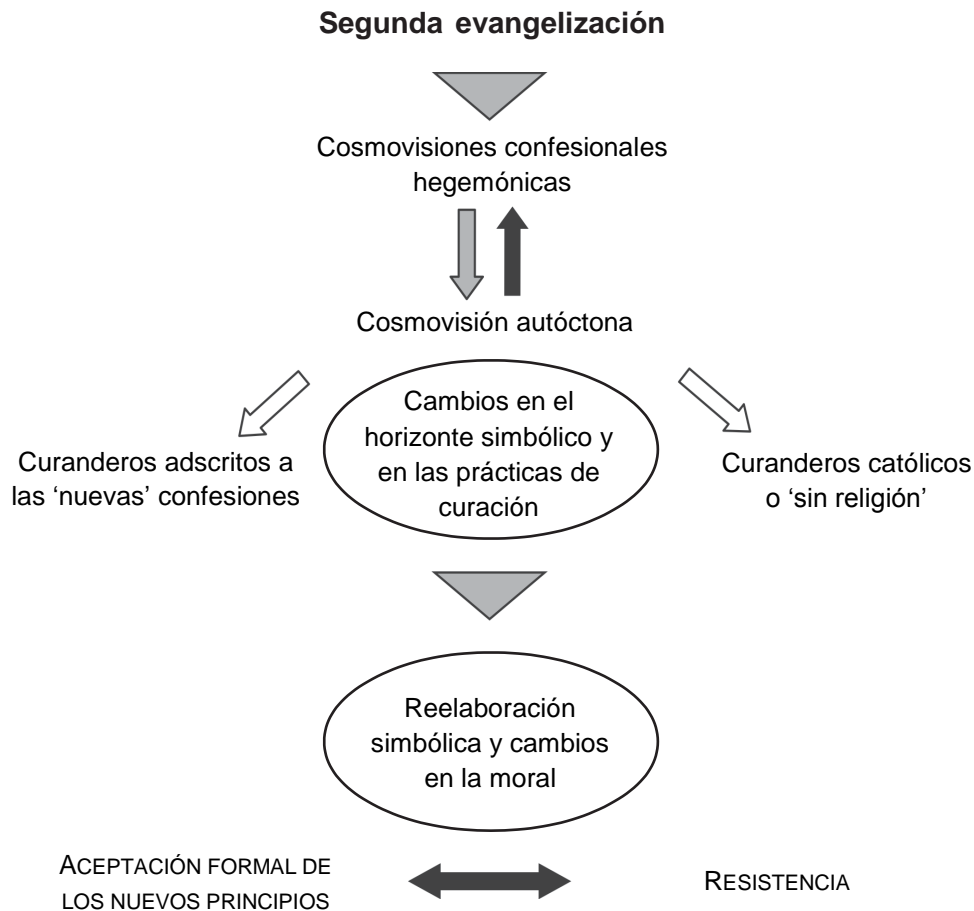 Segunda evangelización
Cosmovisiones confesionales
hegemónicas
Cosmovisión autóctona
Cambios en el
horizonte simbólico y
en las prácticas de
curación
Curanderos adscritos a
las ‘nuevas’ confesiones
Curanderos católicos
o ‘sin religión’
Reelaboración
simbólica y cambios
en la moral
ACEPTACIÓN FORMAL DE
LOS NUEVOS PRINCIPIOS
RESISTENCIA